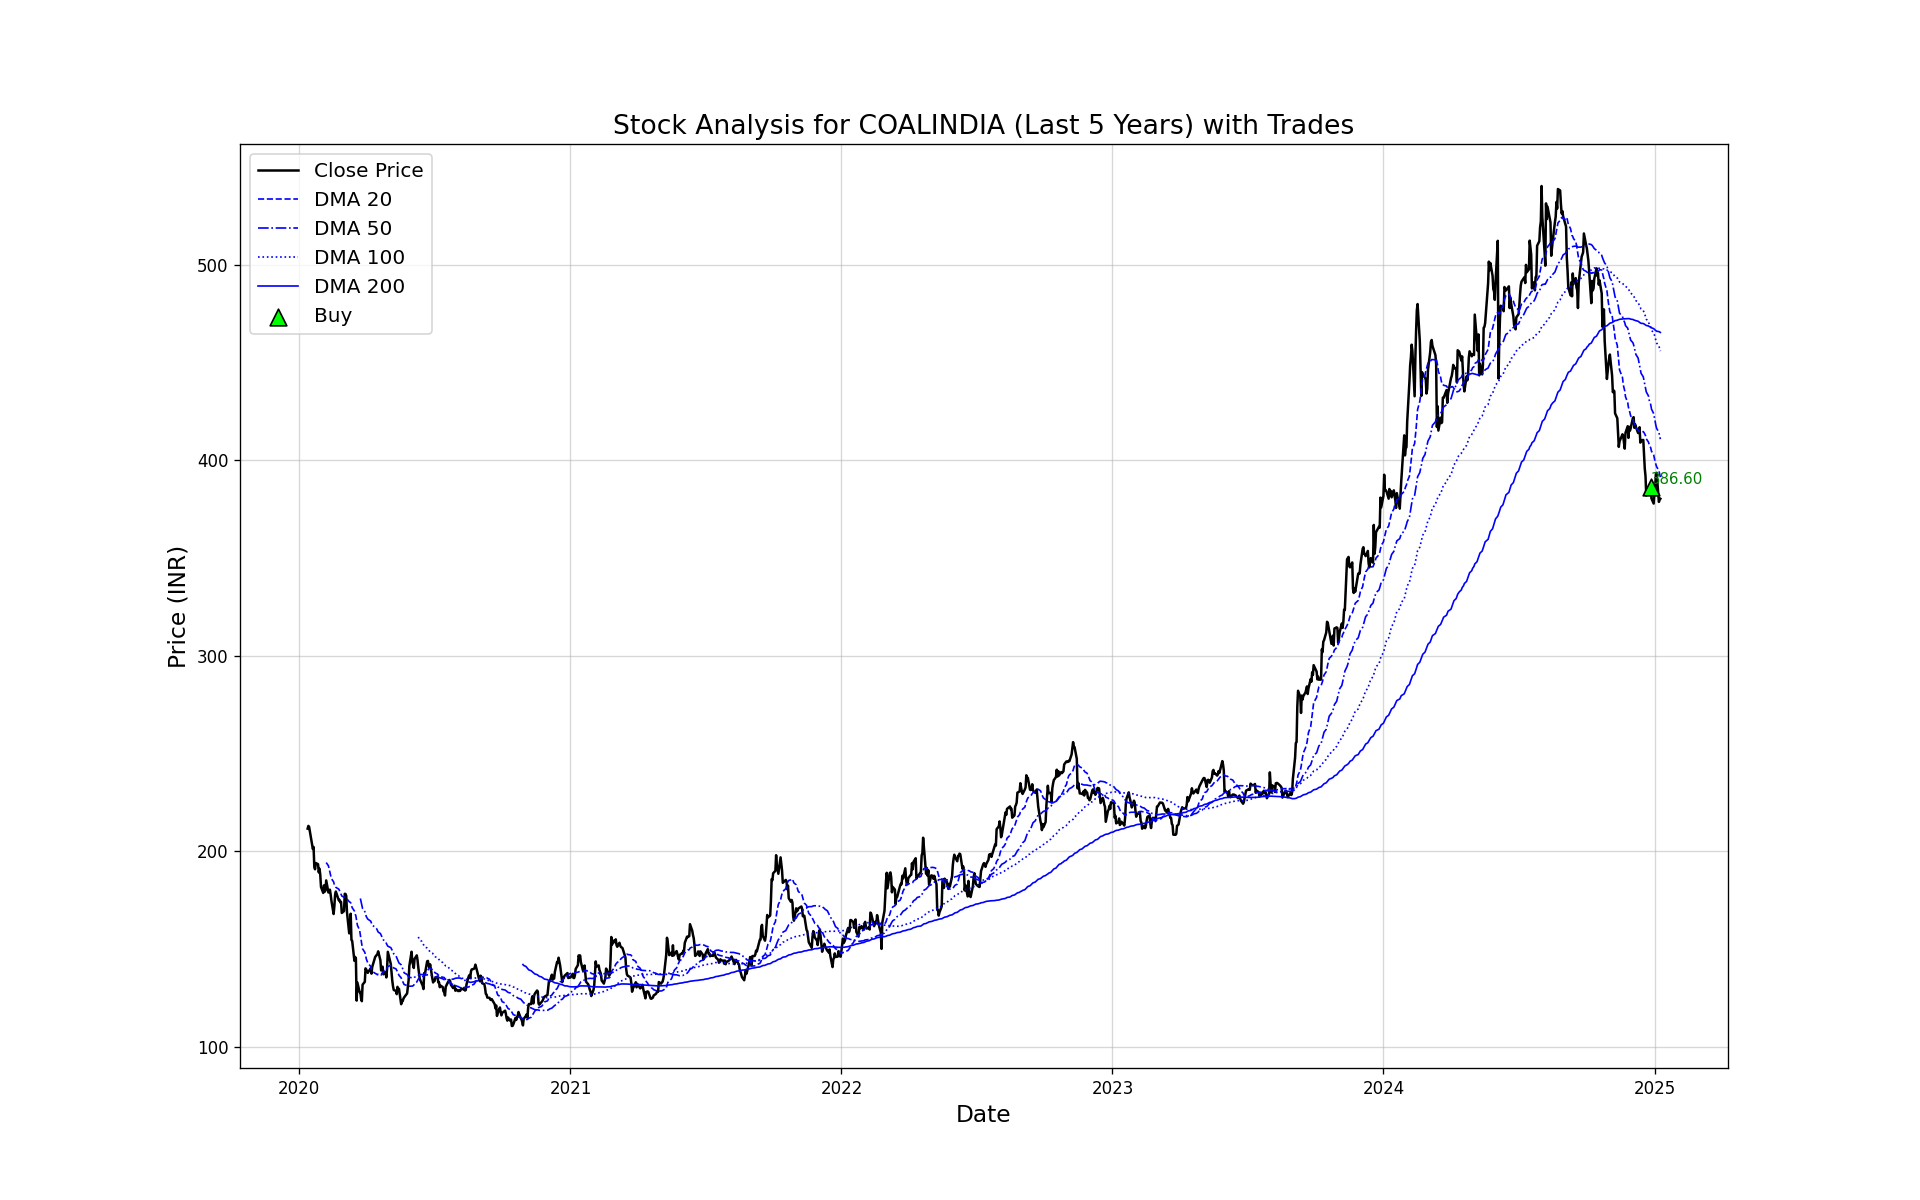 Stock Analysis for COALINDIA (Last 5 Years) with Trades
Close Price
DMA 20
DMA 50
DMA 100
DMA 200
Buy
500
400
300
200
100
Price (INR)
86.60
2020
2021
2022
2023
2024
2025
Date